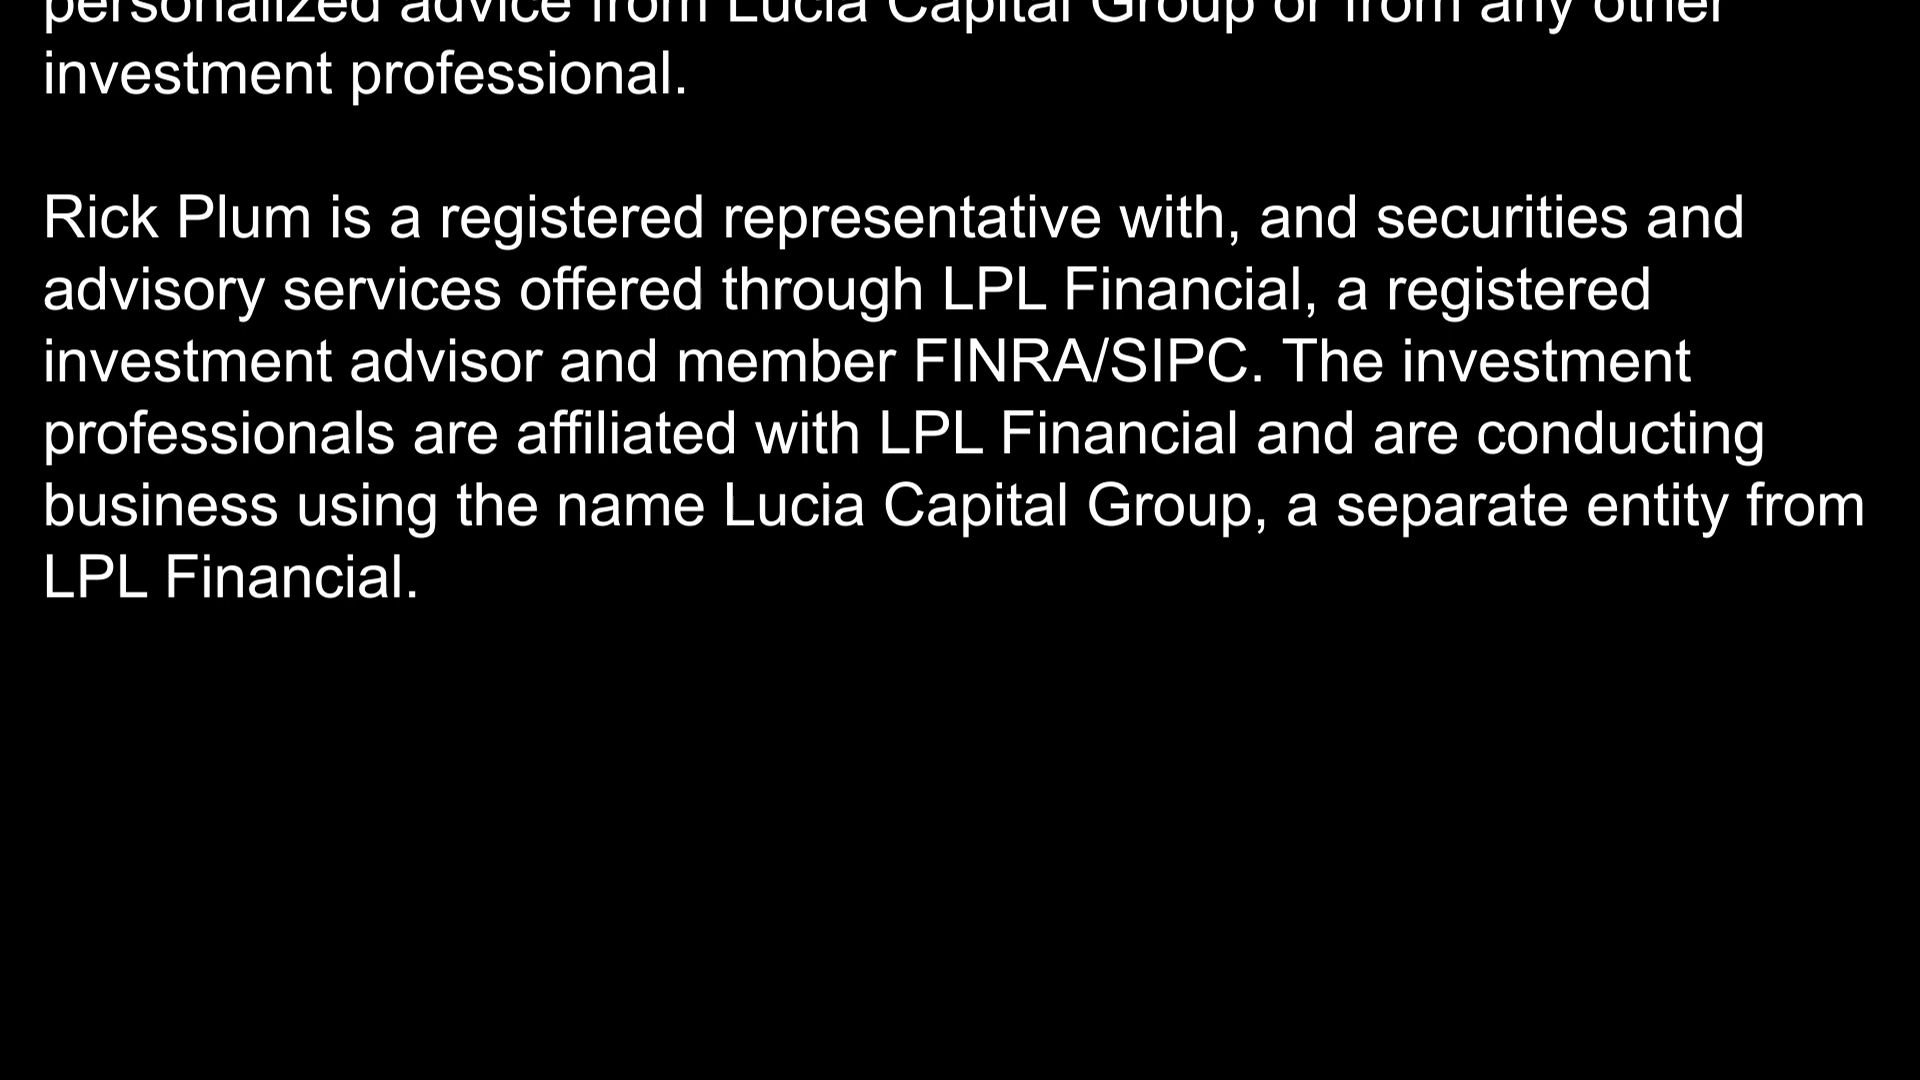 personalized advice from Lucia Capital Group or from any other
investment professional.
Rick Plum is a registered representative with, and securities and
advisory services offered through LPL Financial, a registered
investment advisor and member FINRA/SIPC. The investment
professionals are affiliated with LPL Financial and are conducting
business using the name Lucia Capital Group, a separate entity from
LPL Financial.